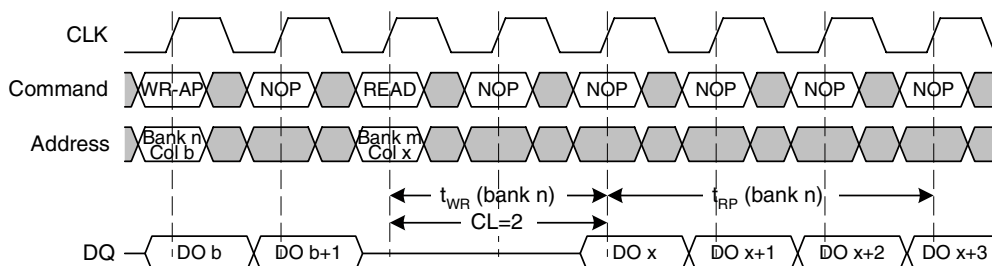 CLK
Command WR-AP NOP READ NOP NOP NOP NOP NOP
Address Bank n Bank m
Col b Col x
tWR (bank n) tRP (bank n)
CL=2
DQ DO b DO b+1 DO x DO x+1 DO x+2 DO x+3